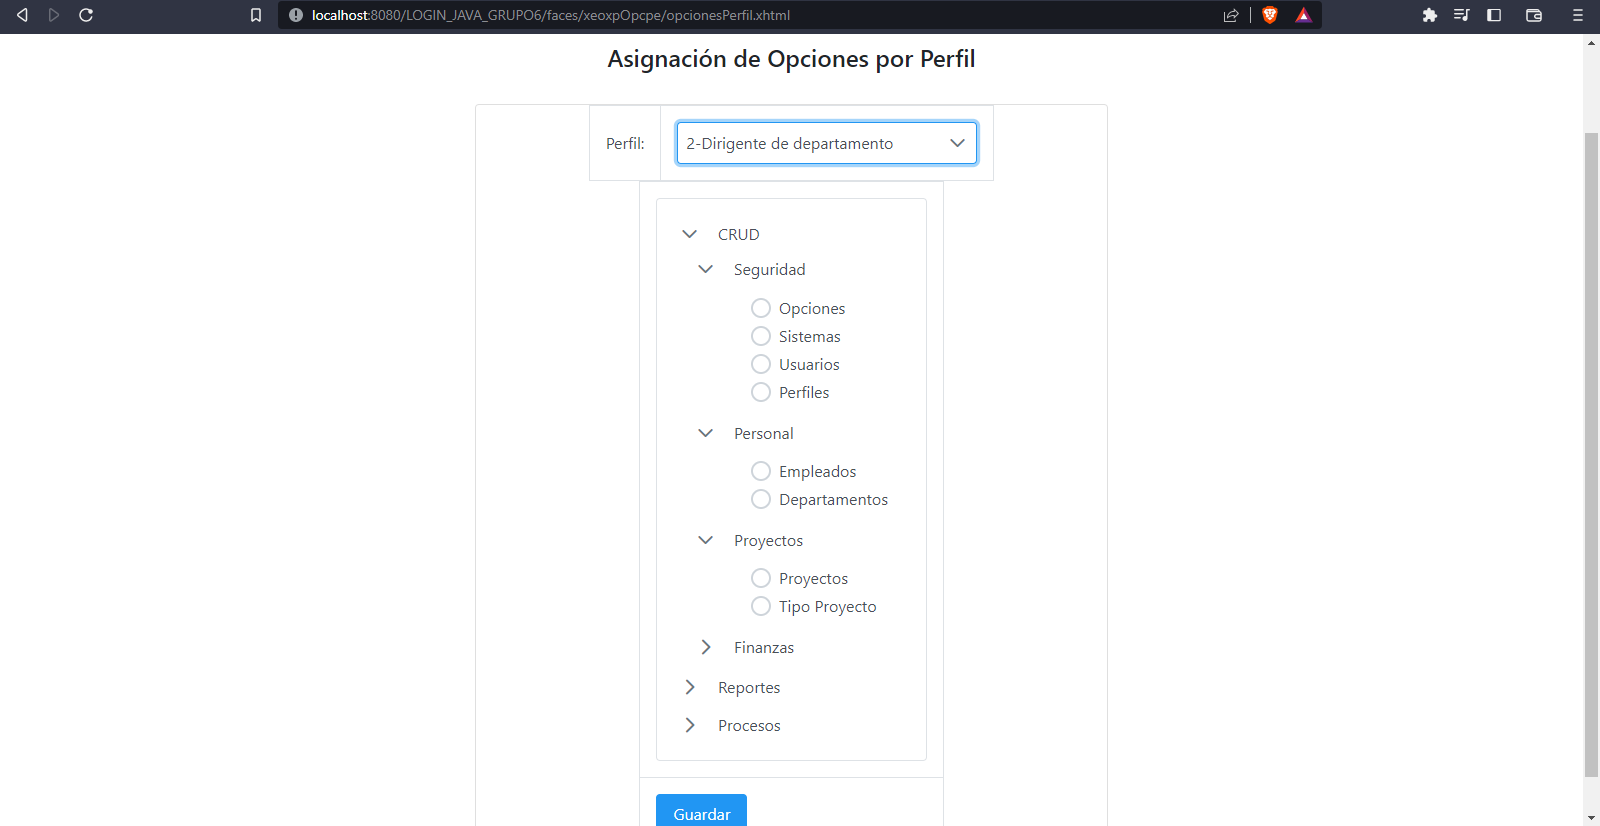 localhost:8080/LOGIN_JAVA_GRUPO6/faces/xeoxpOpcpe/opcionesPerfil.xhtml
Asignación de Opciones por Perfil
Perfil: 2-Dirigente de departamento
CRUD
Seguridad
Opciones
Sistemas
Usuarios
Perfiles
Personal
Empleados
Departamentos
Proyectos
Proyectos
Tipo Proyecto
Finanzas
Reportes
Procesos
Guardar